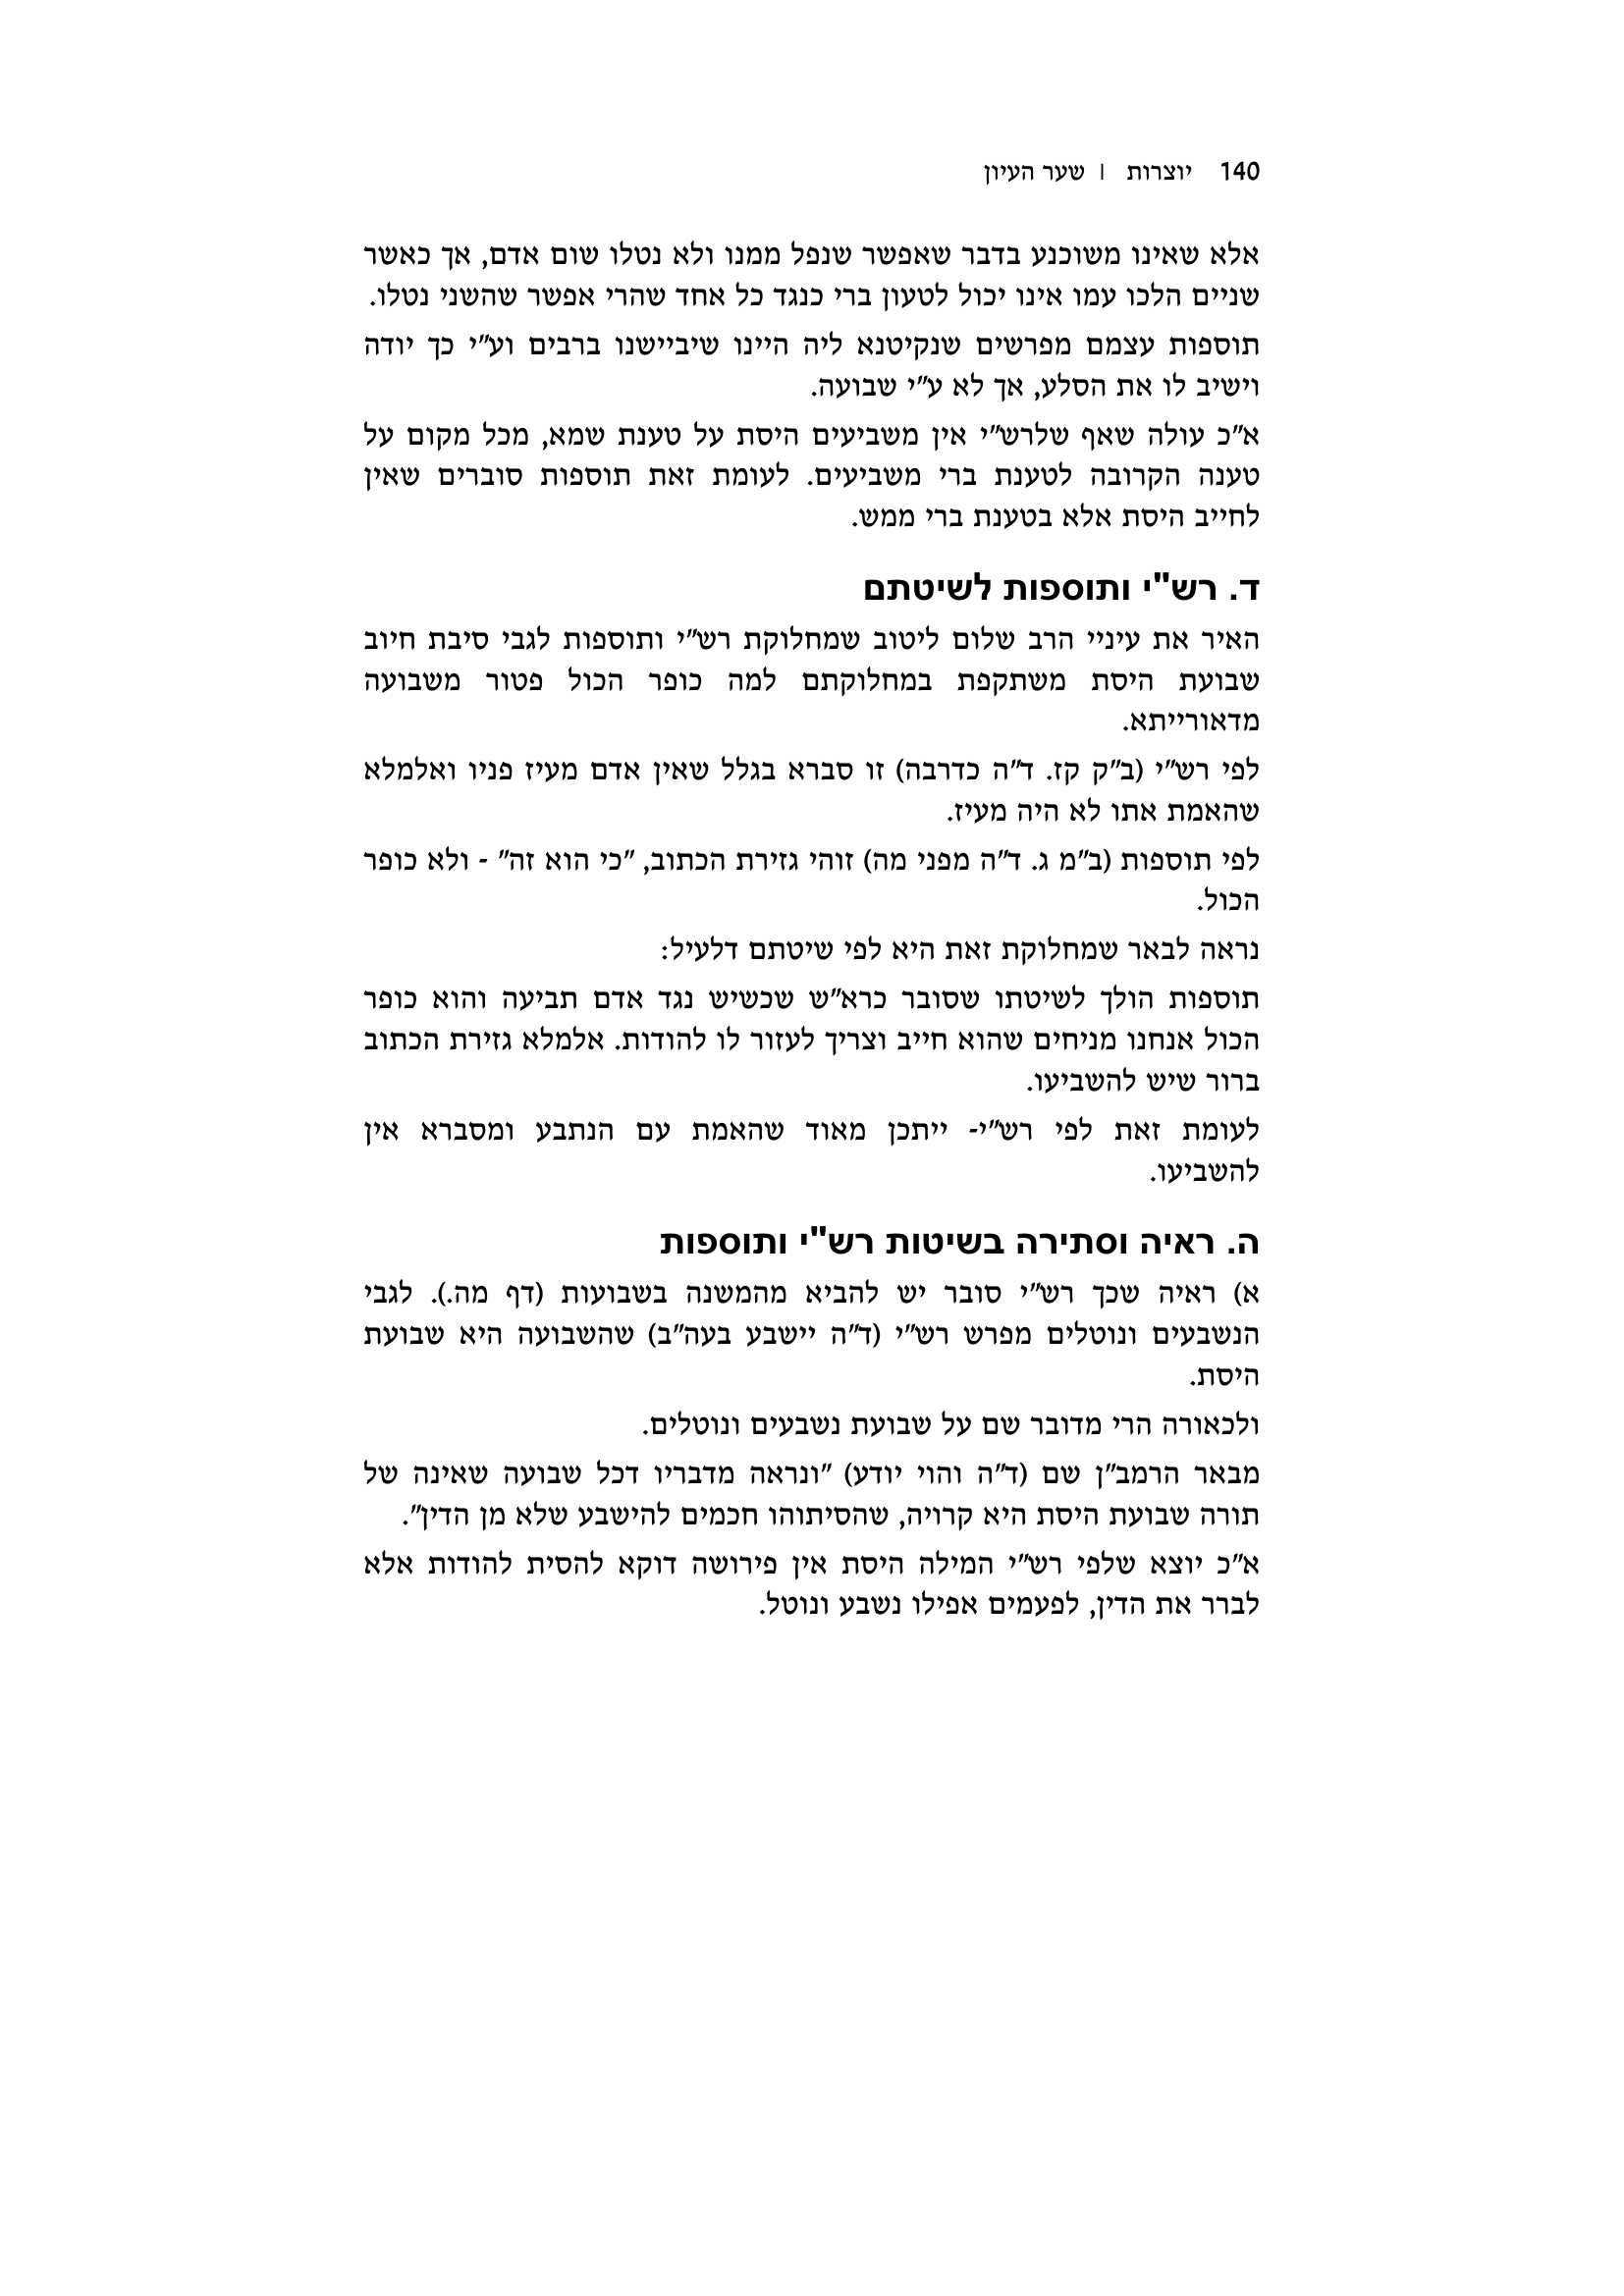 140 יוצרות | שער העיון
אלא שאינו משוכנע בדבר שאפשר שנפל ממנו ולא נטלו שום אדם, אך כאשר
שניים הלכו עמו אינו יכול לטעון ברי כנגד כל אחד שהרי אפשר שהשני נטלו.
תוספות עצמם מפרשים שנקיטנא ליה היינו שיביישנו ברבים וע"י כך יודה
וישיב לו את הסלע, אך לא ע"י שבועה.
א"כ עולה שאף שלרש"י אין משביעים היסת על טענת שמא, מכל מקום על
טענה הקרובה לטענת ברי משביעים. לעומת זאת תוספות סוברים שאין
לחייב היסת אלא בטענת ברי ממש.
ד. רש"י ותוספות לשיטתם
האיר את עיניי הרב שלום ליטוב שמחלוקת רש"י ותוספות לגבי סיבת חיוב
שבועת היסת משתקפת במחלוקתם למה כופר הכול פטור משבועה
מדאורייתא.
לפי רש"י (ב"ק קז. ד"ה כדרבה) זו סברא בגלל שאין אדם מעיז פניו ואלמלא
שהאמת אתו לא היה מעיז.
לפי תוספות (ב"מ ג. ד"ה מפני מה) זוהי גזירת הכתוב, "כי הוא זה" - ולא כופר
הכול.
נראה לבאר שמחלוקת זאת היא לפי שיטתם דלעיל:
תוספות הולך לשיטתו שסובר כרא"ש שכשיש נגד אדם תביעה והוא כופר
הכול אנחנו מניחים שהוא חייב וצריך לעזור לו להודות. אלמלא גזירת הכתוב
ברור שיש להשביעו.
לעומת זאת לפי רש"י- ייתכן מאוד שהאמת עם הנתבע ומסברא אין
להשביעו.
ה. ראיה וסתירה בשיטות רש"י ותוספות
א) ראיה שכך רש"י סובר יש להביא מהמשנה בשבועות (דף מה.). לגבי
הנשבעים ונוטלים מפרש רש"י (ד"ה יישבע בעה"ב) שהשבועה היא שבועת
היסת.
ולכאורה הרי מדובר שם על שבועת נשבעים ונוטלים.
מבאר הרמב"ן שם (ד"ה והוי יודע) "ונראה מדבריו דכל שבועה שאינה של
תורה שבועת היסת היא קרויה, שהסיתוהו חכמים להישבע שלא מן הדין".
א"כ יוצא שלפי רש"י המילה היסת אין פירושה דוקא להסית להודות אלא
לברר את הדין, לפעמים אפילו נשבע ונוטל.